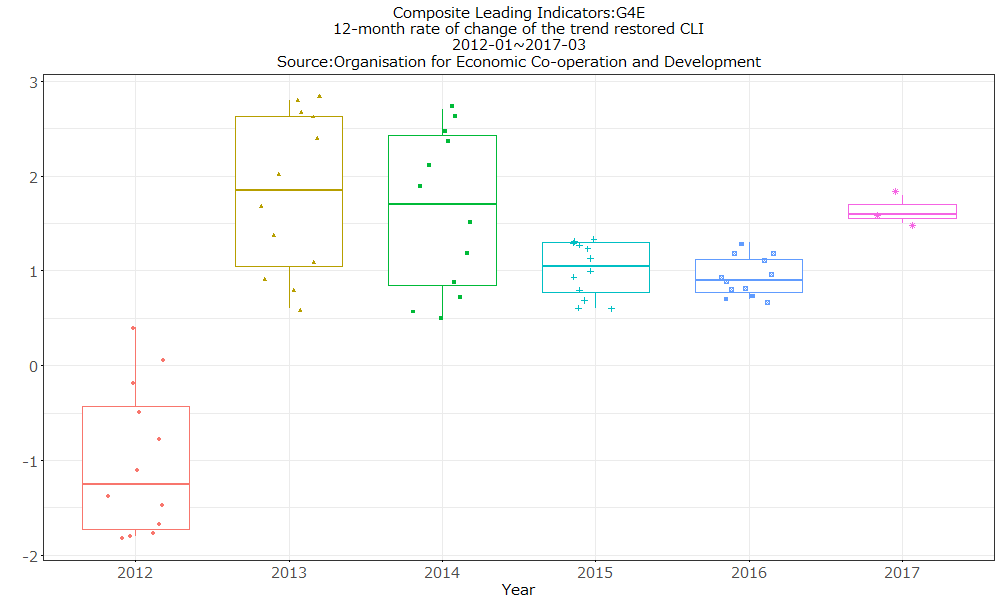 Composite Leading Indicators:G4E
12-month rate of change of the trend restored CLI
2012-01~2017-03
Source:Organisation for Economic Co-operation and Development
3
2
1
0
-1
-2
2012 2013 2014 2015 2016 2017
Year